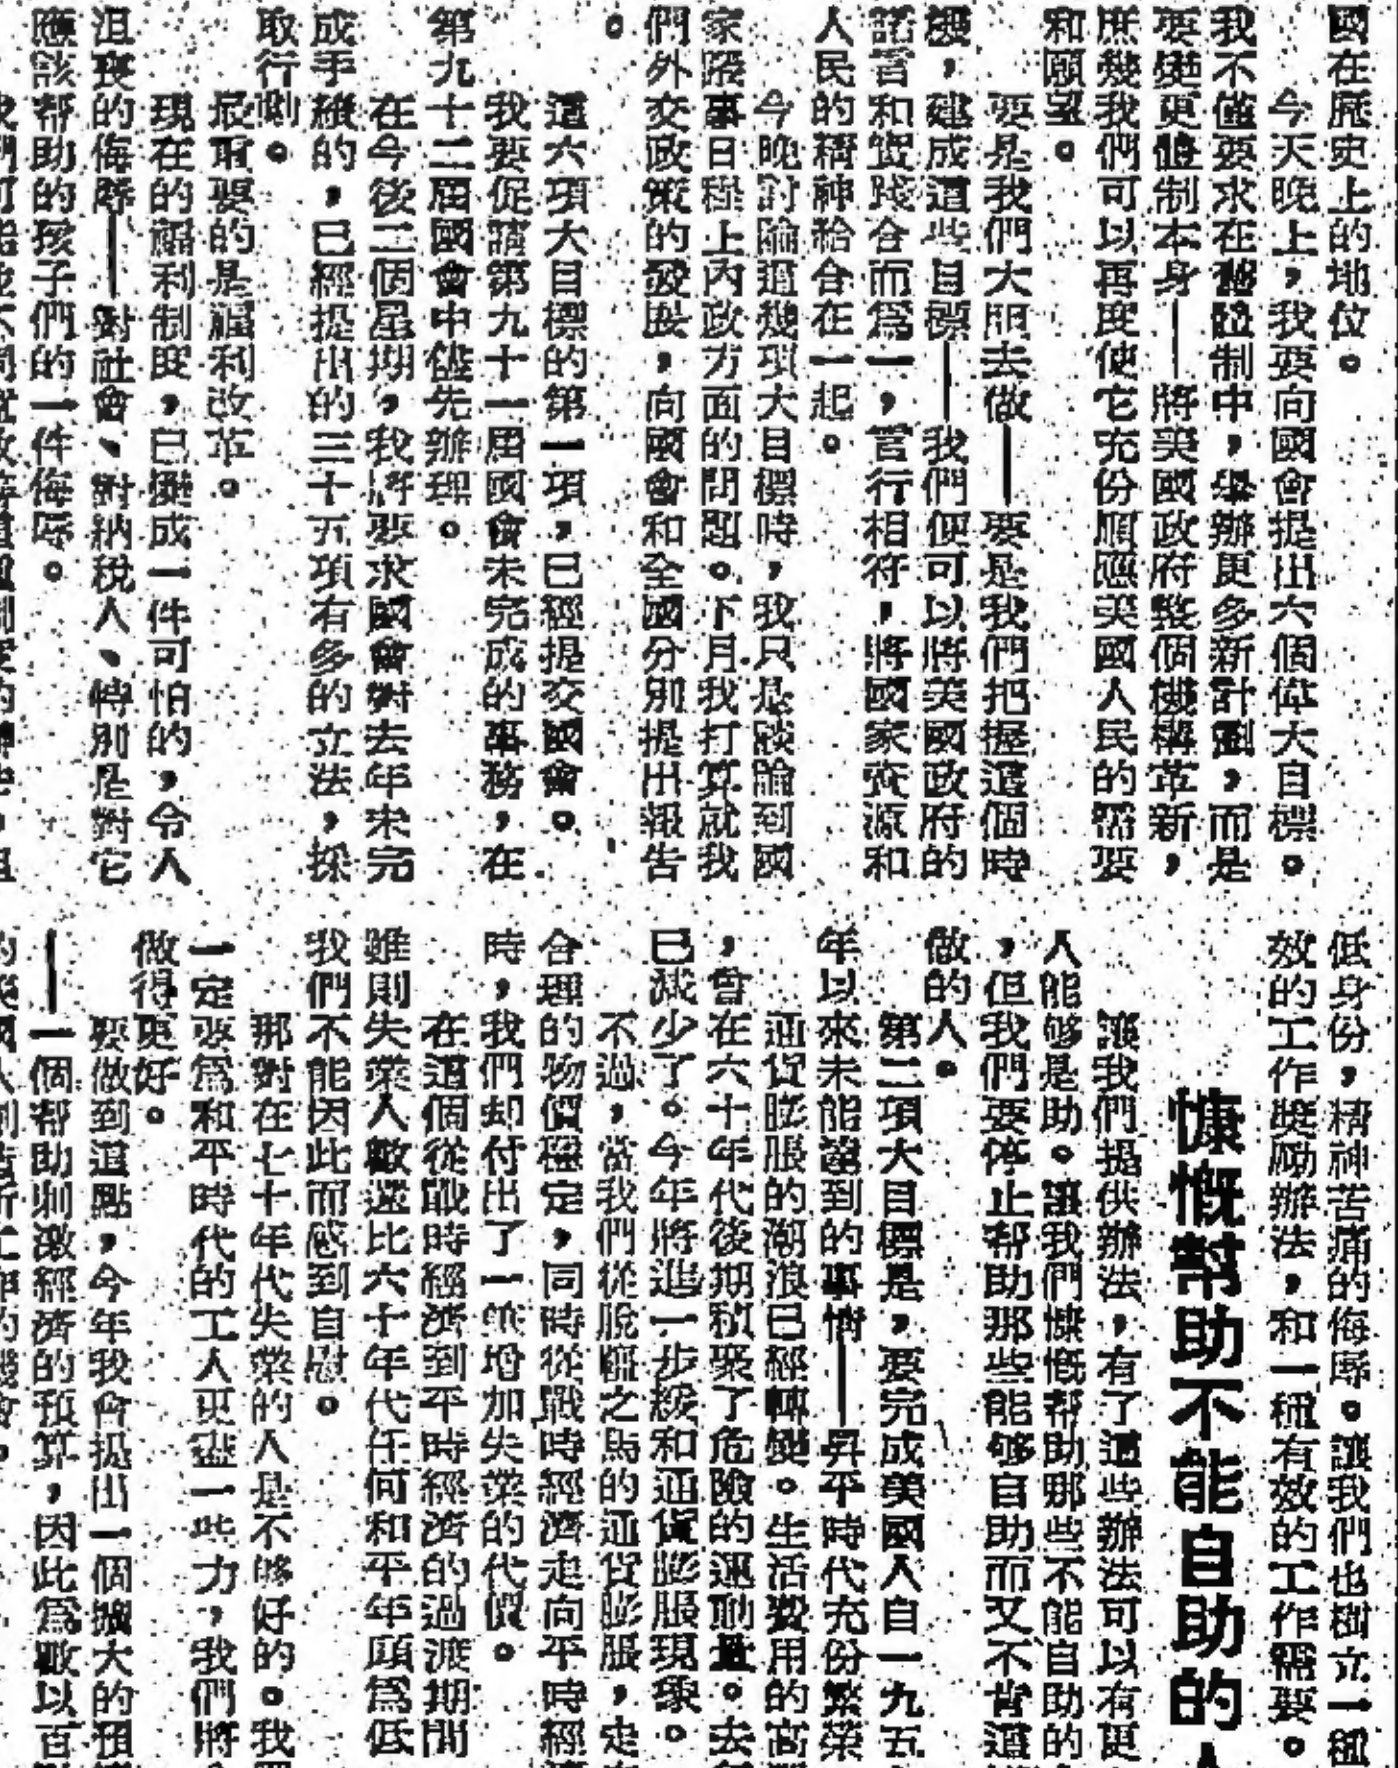 國在歷史上的地位。
今天晚上,我要向國會提出六個偉大目標。
我不僅要求在舊體制中,舉辦更多新計劃,而是
要變更體制本身——將美國政府整個機構革新,
庶幾我們可以再度使它充份順應美國人民的需要
和願望。
要是我們大胆去做——要是我們把握這個時
機,建成這些目標——我們便可以將美國政府的
諾言和實踐合而爲一,言行相符,將國家資源和
人民的精神給合在一起。
今晚討論這幾項大目標時,我只是談論到國
家 事日程上內政方面的問題。下月我打算就我
們外交政策的發展,向國會和全國分別提出報告
。
這六項大目標的第一項,已經提交國會。
我要促請第九十一屆國會未完成的事務,在
第九十二屆國會中儘先辦理。
在今後二個星期,我將要求國會對去年未完
成手續的,已經提出的三十五項有多的立法,採
取行動。
最重要的是福利改革。
現在的福利制度,已變成一件可怕的,令人
沮喪的侮辱——對社會、對納稅人、特別是對它
應該帮助的孩子們的一件侮辱。
低身份,精神苦痛的侮辱。讓我們也樹立一種
效的工作獎勵辦法,和一種有效的工作需要。
慷慨幫助不能自助的
讓我們提供辦法,有了這些辦法可以有更
人能够是助。讓我們慷慨帮助那些不能自助的
,但我們要停止帮助那些能够自助而又不肯這
做的人。
第二項大目標是,要完成美國人自一九五
年以來未能達到的事情——昇平時代充份繁榮
通貨膨脹的潮浪已經轉變。生活費用的高
,曾在六十年代後期積聚了危險的運動量。去
已減少了。今年將進一步緩和通貨膨脹現象。
不過,當我們從脫韁之馬的通貨膨脹,走
合理的物價穩定,同時從戰時經濟走向平時經
時,我們却付出了一筆增加失業的代價。
在這個從戰時經濟到平時經濟的過渡期間
雖則失業人數還比六十年代任何和平年頭爲低
我們不能因此而感到自慰。
那對在七十年代失業的人是不够好的。我
一定要爲和平時代的工人更盡一些力,我們將
做得更好。
要做到這點,今年我會提出一個擴大的預
——一個帮助刺激經濟的預算,因此爲數以百